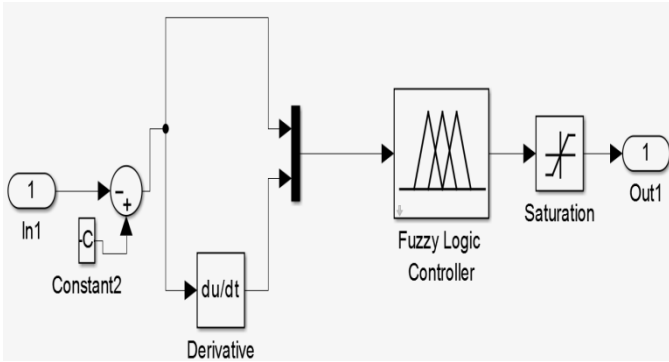 1
In1
−
+
-C
Constant2
du/dt
Derivative
Fuzzy Logic
Controller
Saturation
1
Out1